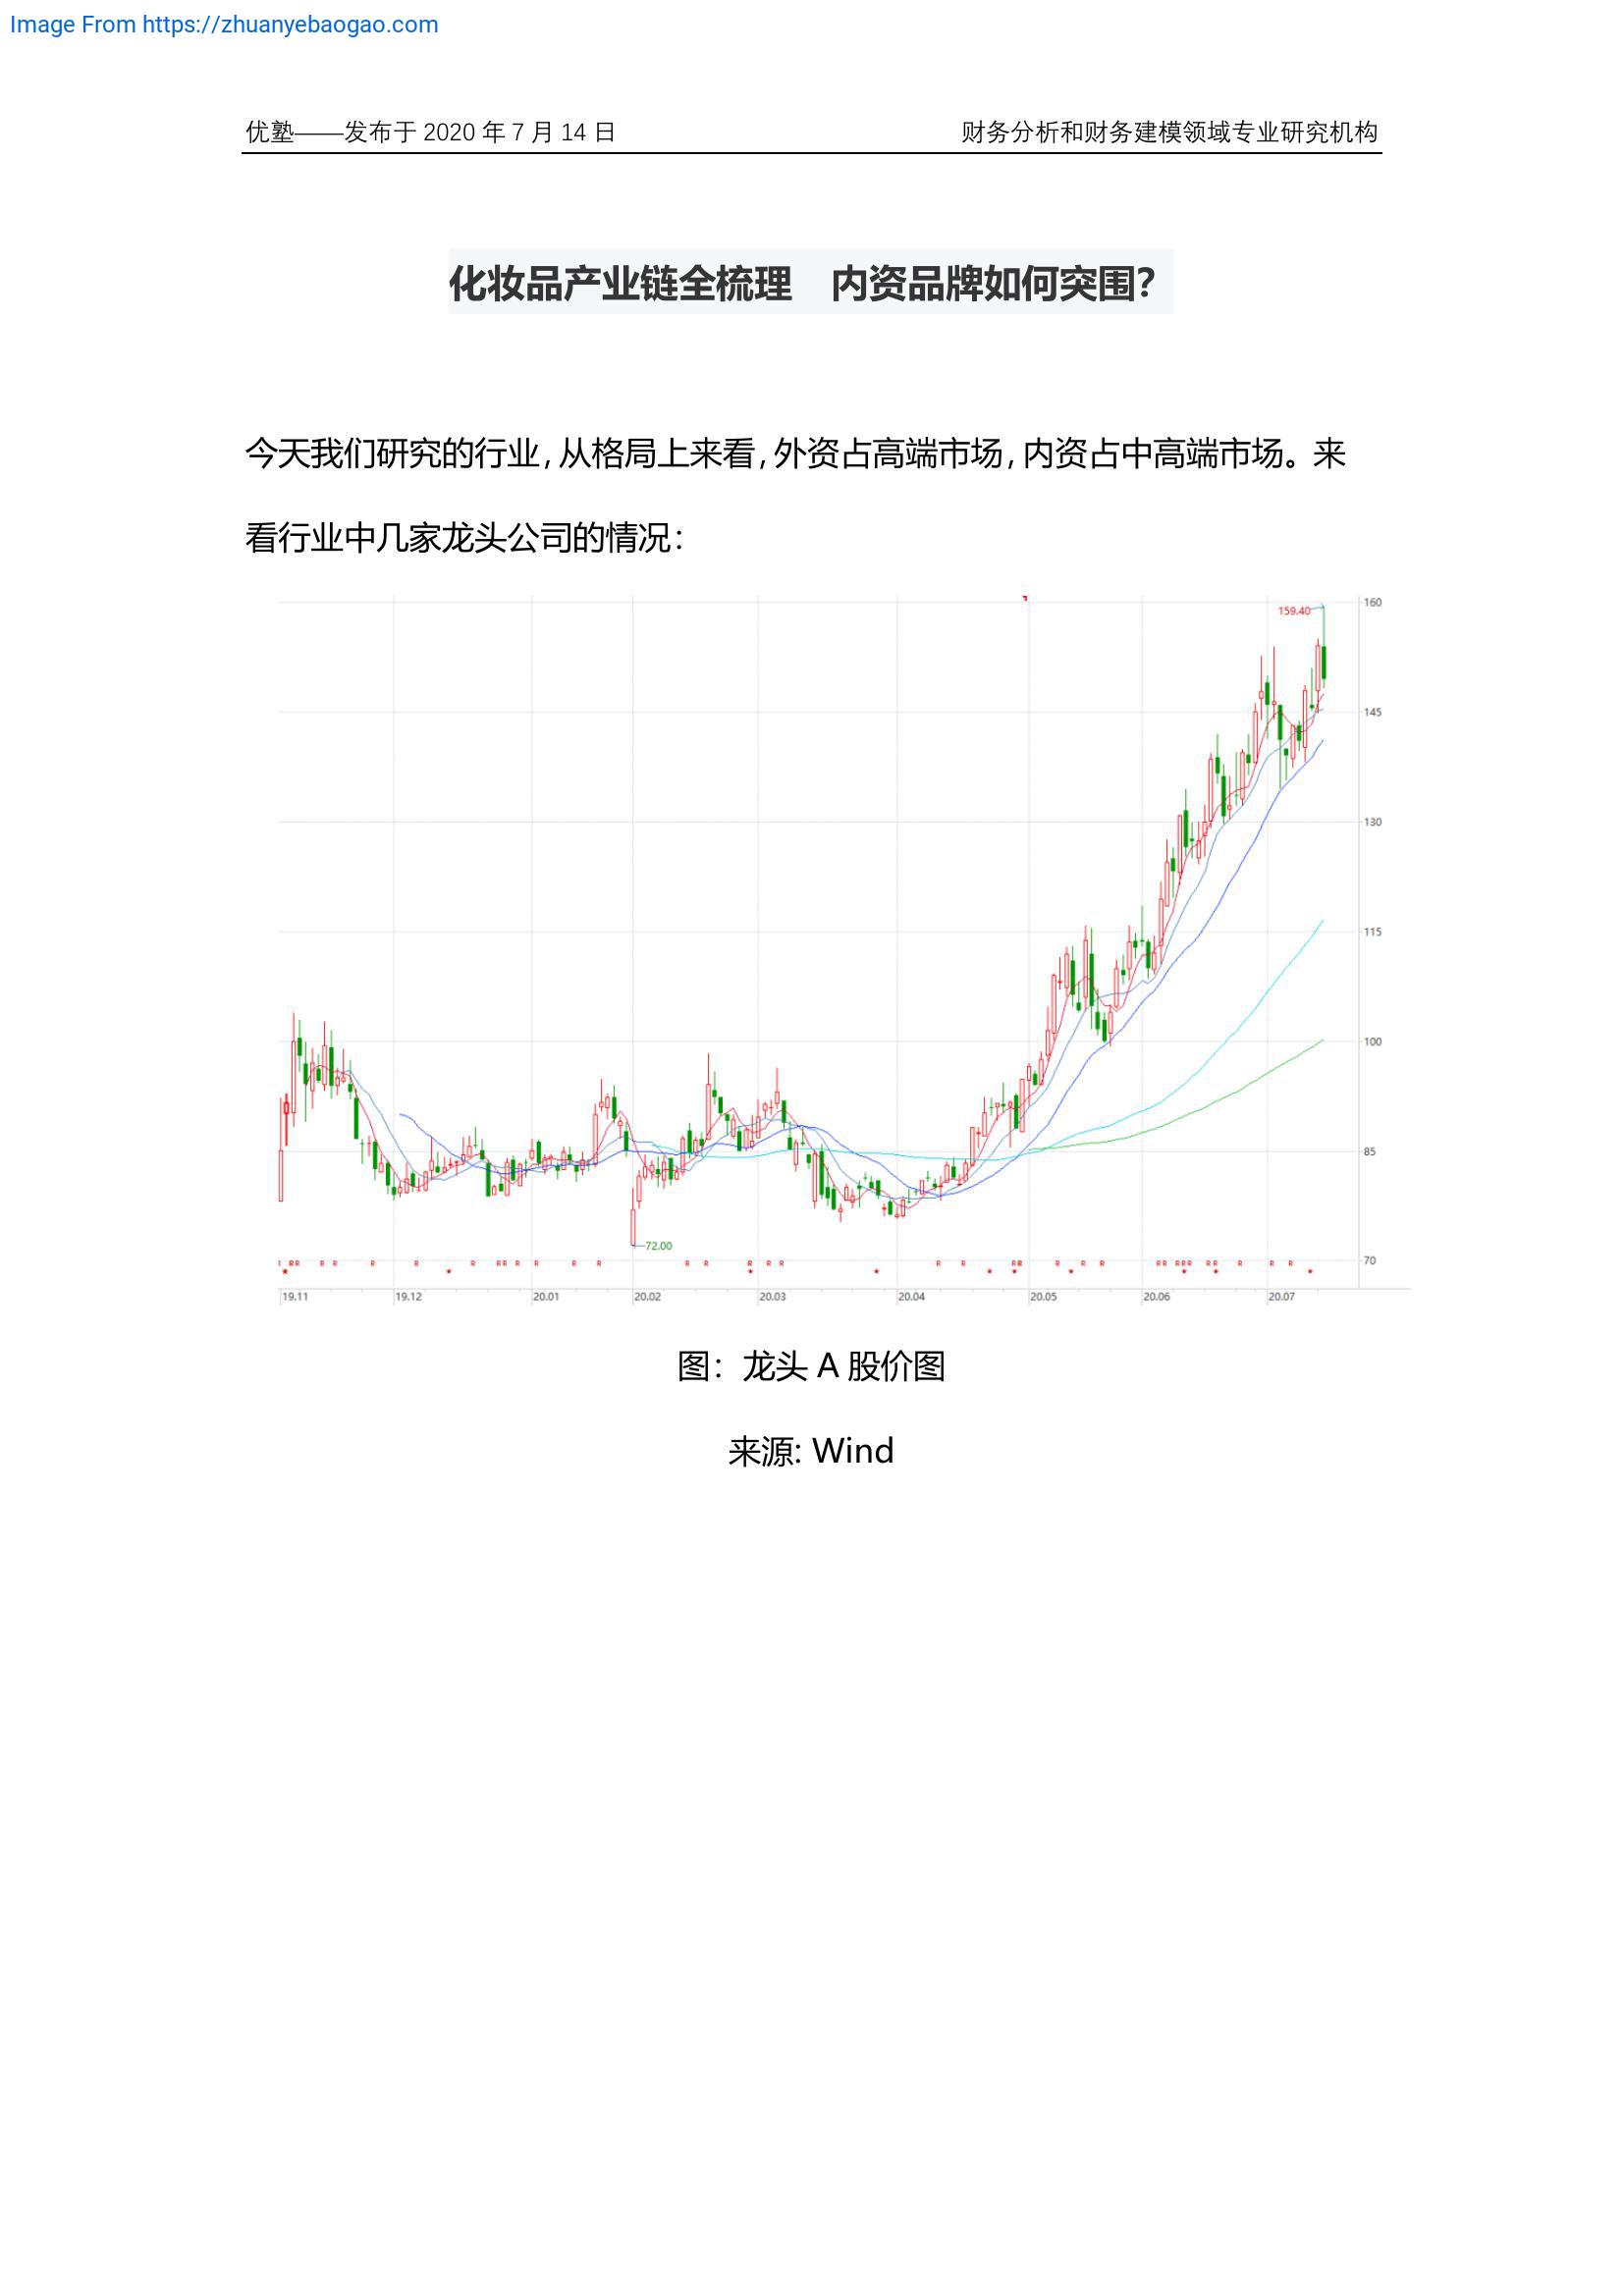 Image From https://zhuanyebaogao.com
优塾——发布于 2020 年 7 月 14 日 财务分析和财务建模领域专业研究机构
化妆品产业链全梳理 内资品牌如何突围？
今天我们研究的行业，从格局上来看，外资占高端市场，内资占中高端市场。来
看行业中几家龙头公司的情况：
160
159.40
145
130
115
100
85
72.00
70
R R R R R R R R R R R R R R R R R R R R R R R R R R R R R R R R R R R R R
19.11 19.12 20.01 20.02 20.03 20.04 20.05 20.06 20.07
图：龙头 A 股价图
来源: Wind